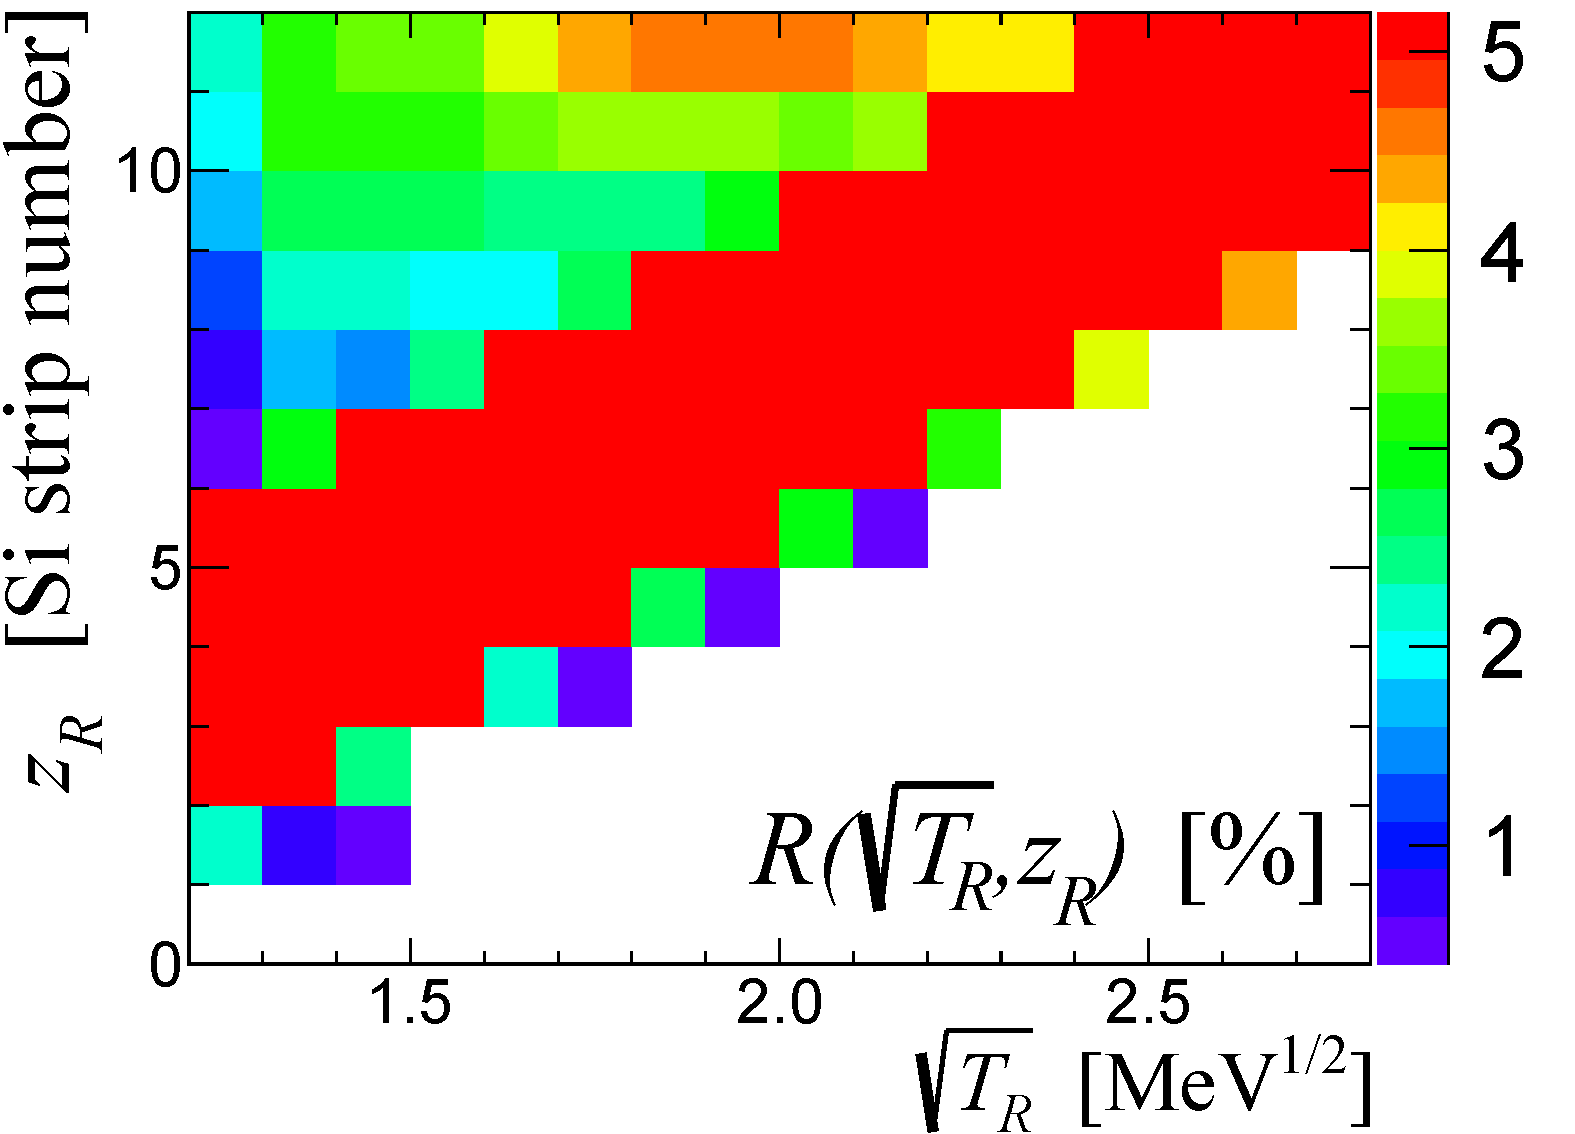 z_R [Si strip number]
10
5
0
1.5 2.0 2.5
√T_R [MeV^1/2]
R(√T_R,z_R) [%]
5
4
3
2
1